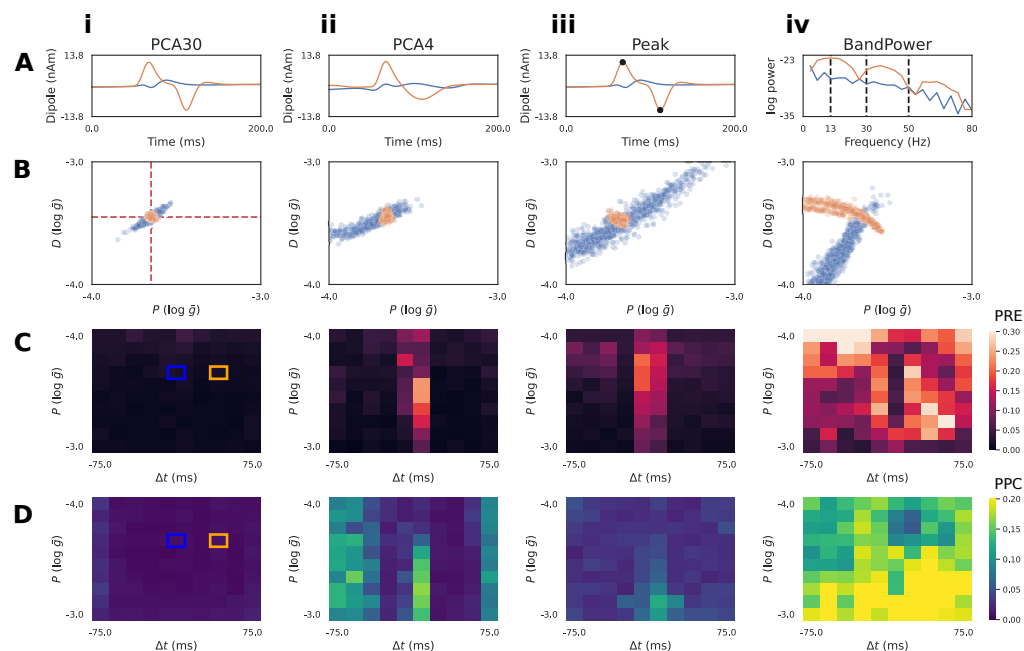 i ii iii iv
PCA30 PCA4 Peak BandPower
A
Dipole (nAm) 13.8 -13.8 0.0 200.0 Time (ms)
Dipole (nAm) 13.8 -13.8 0.0 200.0 Time (ms)
Dipole (nAm) 13.8 -13.8 0.0 200.0 Time (ms)
log power -23 -35 0 13 30 50 80 Frequency (Hz)
B
D (log ḡ) -3.0 -4.0 -4.0 -3.0 P (log ḡ)
D (log ḡ) -3.0 -4.0 -4.0 -3.0 P (log ḡ)
D (log ḡ) -3.0 -4.0 -4.0 -3.0 P (log ḡ)
D (log ḡ) -3.0 -4.0 -4.0 -3.0 P (log ḡ)
C
P (log ḡ) -4.0 -3.0 -75.0 75.0 Δt (ms)
P (log ḡ) -4.0 -3.0 -75.0 75.0 Δt (ms)
P (log ḡ) -4.0 -3.0 -75.0 75.0 Δt (ms)
P (log ḡ) -4.0 -3.0 -75.0 75.0 Δt (ms)
PRE
0.30
0.25
0.20
0.15
0.10
0.05
0.00
D
P (log ḡ) -4.0 -3.0 -75.0 75.0 Δt (ms)
P (log ḡ) -4.0 -3.0 -75.0 75.0 Δt (ms)
P (log ḡ) -4.0 -3.0 -75.0 75.0 Δt (ms)
P (log ḡ) -4.0 -3.0 -75.0 75.0 Δt (ms)
PPC
0.20
0.15
0.10
0.05
0.00